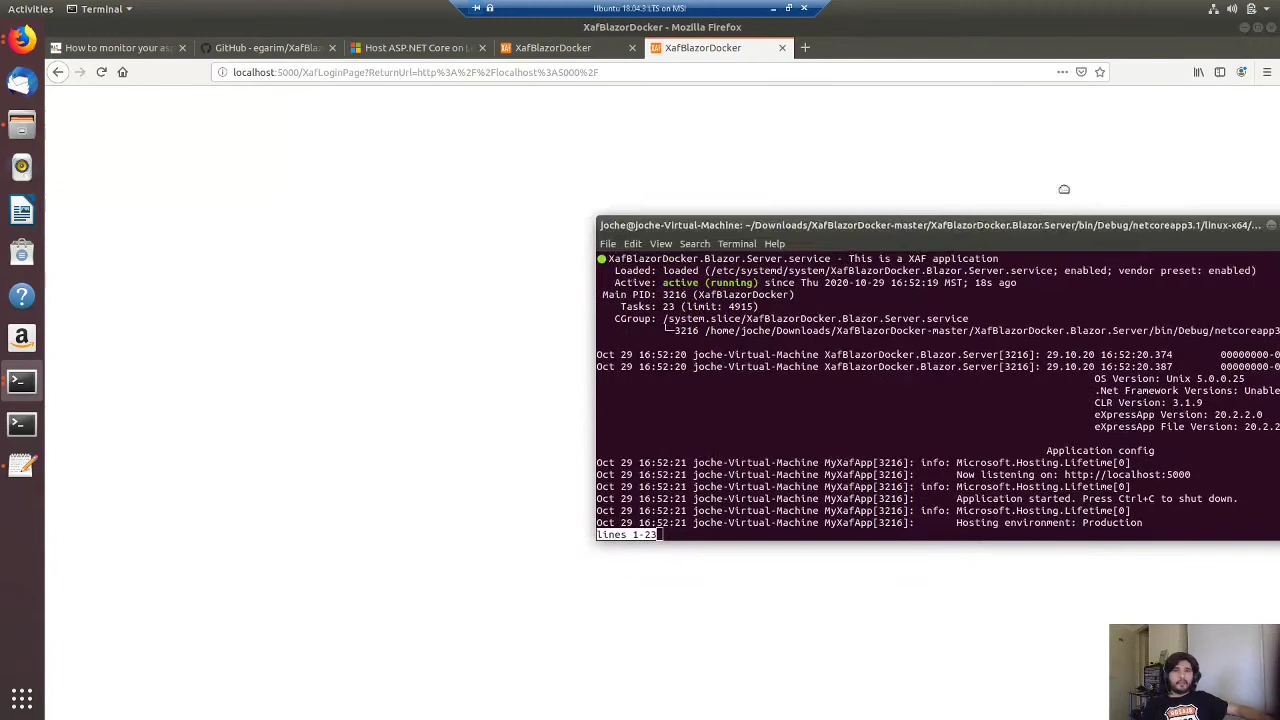 Activities
Terminal
Ubuntu 18.04.3 LTS on MSI
XafBlazorDocker - Mozilla Firefox
How to monitor your as
GitHub - egarim/XafBlaz
Host ASP.NET Core on L
XafBlazorDocker
XafBlazorDocker
localhost:5000/XafLoginPage?ReturnUrl=http%3A%2F%2Flocalhost%3A5000%2F
joche@joche-Virtual-Machine: ~/Downloads/XafBlazorDocker-master/XafBlazorDocker.Blazor.Server/bin/Debug/netcoreapp3.1/linux-x64/...
File Edit View Search Terminal Help
XafBlazorDocker.Blazor.Server.service - This is a XAF application
Loaded: loaded (/etc/systemd/system/XafBlazorDocker.Blazor.Server.service; enabled; vendor preset: enabled)
Active: active (running) since Thu 2020-10-29 16:52:19 MST; 18s ago
Main PID: 3216 (XafBlazorDocker)
Tasks: 23 (limit: 4915)
CGroup: /system.slice/XafBlazorDocker.Blazor.Server.service
└─3216 /home/joche/Downloads/XafBlazorDocker-master/XafBlazorDocker.Blazor.Server/bin/Debug/netcoreapp3
Oct 29 16:52:20 joche-Virtual-Machine XafBlazorDocker.Blazor.Server[3216]: 29.10.20 16:52:20.374 00000000-0
Oct 29 16:52:20 joche-Virtual-Machine XafBlazorDocker.Blazor.Server[3216]: 29.10.20 16:52:20.387 00000000-0
OS Version: Unix 5.0.0.25
.Net Framework Versions: Unable
CLR Version: 3.1.9
eXpressApp Version: 20.2.2.0
eXpressApp File Version: 20.2.2
Application config
Oct 29 16:52:21 joche-Virtual-Machine MyXafApp[3216]: info: Microsoft.Hosting.Lifetime[0]
Oct 29 16:52:21 joche-Virtual-Machine MyXafApp[3216]: Now listening on: http://localhost:5000
Oct 29 16:52:21 joche-Virtual-Machine MyXafApp[3216]: info: Microsoft.Hosting.Lifetime[0]
Oct 29 16:52:21 joche-Virtual-Machine MyXafApp[3216]: Application started. Press Ctrl+C to shut down.
Oct 29 16:52:21 joche-Virtual-Machine MyXafApp[3216]: info: Microsoft.Hosting.Lifetime[0]
Oct 29 16:52:21 joche-Virtual-Machine MyXafApp[3216]: Hosting environment: Production
lines 1-23